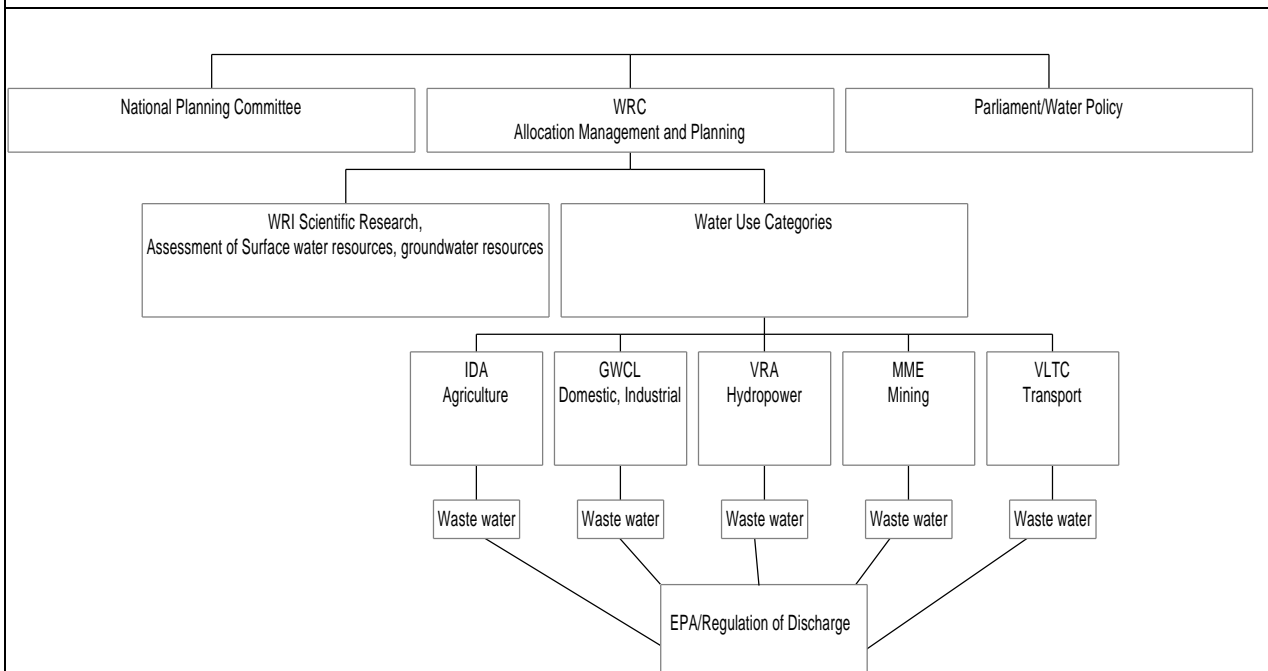 National Planning Committee
WRC
Allocation Management and Planning
Parliament/Water Policy
WRI Scientific Research,
Assessment of Surface water resources, groundwater resources
Water Use Categories
IDA
Agriculture
GWCL
Domestic, Industrial
VRA
Hydropower
MME
Mining
VLTC
Transport
Waste water
Waste water
Waste water
Waste water
Waste water
EPA/Regulation of Discharge